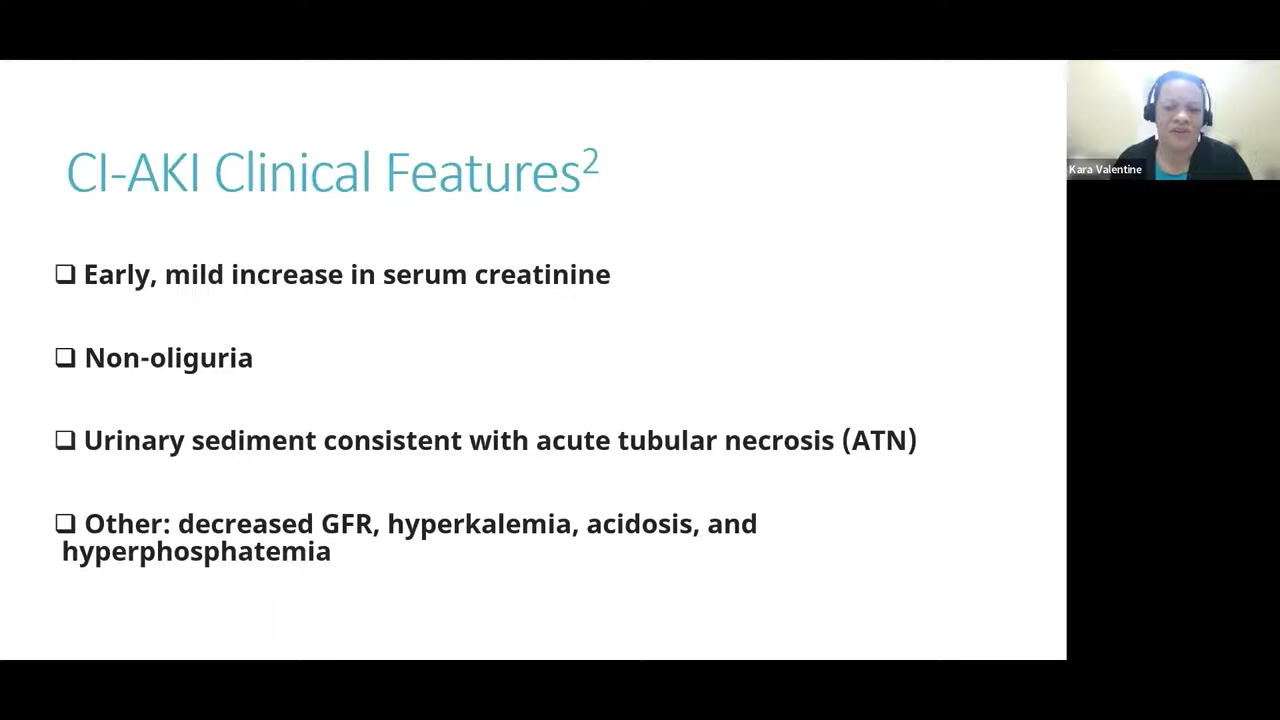 CI-AKI Clinical Features²
Kara Valentine
❑ Early, mild increase in serum creatinine
❑ Non-oliguria
❑ Urinary sediment consistent with acute tubular necrosis (ATN)
❑ Other: decreased GFR, hyperkalemia, acidosis, and
hyperphosphatemia